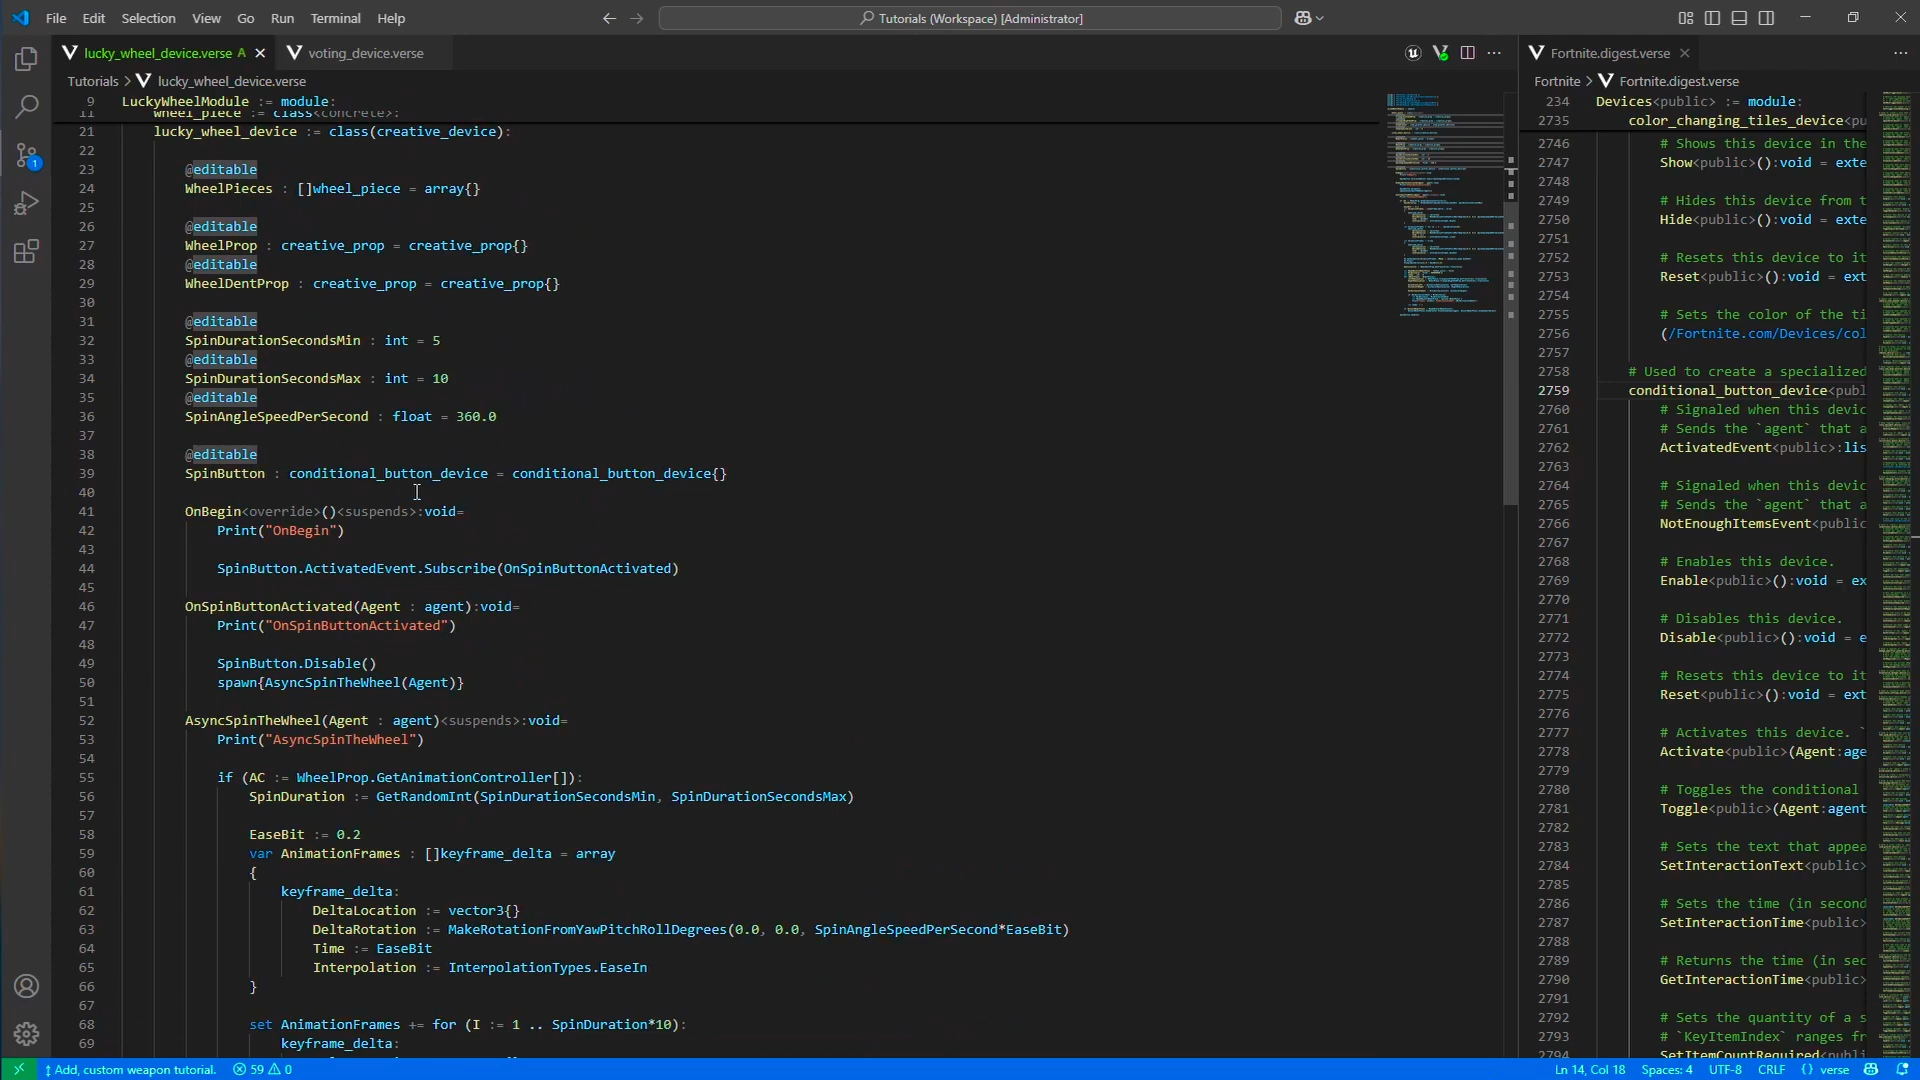 File Edit Selection View Go Run Terminal Help
Tutorials (Workspace) [Administrator]
lucky_wheel_device.verse A
voting_device.verse
Fortnite.digest.verse
Tutorials > lucky_wheel_device.verse
Fortnite > Fortnite.digest.verse
9 LuckyWheelModule := module:
11 wheel_piece := class<concrete>:
21 lucky_wheel_device := class(creative_device):
22
23 @editable
24 WheelPieces : []wheel_piece = array{}
25
26 @editable
27 WheelProp : creative_prop = creative_prop{}
28 @editable
29 WheelDentProp : creative_prop = creative_prop{}
30
31 @editable
32 SpinDurationSecondsMin : int = 5
33 @editable
34 SpinDurationSecondsMax : int = 10
35 @editable
36 SpinAngleSpeedPerSecond : float = 360.0
37
38 @editable
39 SpinButton : conditional_button_device = conditional_button_device{}
40
41 OnBegin<override>()<suspends>:void=
42 Print("OnBegin")
43
44 SpinButton.ActivatedEvent.Subscribe(OnSpinButtonActivated)
45
46 OnSpinButtonActivated(Agent : agent):void=
47 Print("OnSpinButtonActivated")
48
49 SpinButton.Disable()
50 spawn{AsyncSpinTheWheel(Agent)}
51
52 AsyncSpinTheWheel(Agent : agent)<suspends>:void=
53 Print("AsyncSpinTheWheel")
54
55 if (AC := WheelProp.GetAnimationController[]):
56 SpinDuration := GetRandomInt(SpinDurationSecondsMin, SpinDurationSecondsMax)
57
58 EaseBit := 0.2
59 var AnimationFrames : []keyframe_delta = array
60 {
61 keyframe_delta:
62 DeltaLocation := vector3{}
63 DeltaRotation := MakeRotationFromYawPitchRollDegrees(0.0, 0.0, SpinAngleSpeedPerSecond*EaseBit)
64 Time := EaseBit
65 Interpolation := InterpolationTypes.EaseIn
66 }
67
68 set AnimationFrames += for (I := 1 .. SpinDuration*10):
69 keyframe_delta:
234 Devices<public> := module:
2735 color_changing_tiles_device<pu
2746 # Shows this device in the
2747 Show<public>():void = exte
2748
2749 # Hides this device from t
2750 Hide<public>():void = exte
2751
2752 # Resets this device to it
2753 Reset<public>():void = ext
2754
2755 # Sets the color of the ti
2756 (/Fortnite.com/Devices/col
2757
2758 # Used to create a specialized
2759 conditional_button_device<publ
2760 # Signaled when this devic
2761 # Sends the `agent` that a
2762 ActivatedEvent<public>:lis
2763
2764 # Signaled when this devic
2765 # Sends the `agent` that a
2766 NotEnoughItemsEvent<public
2767
2768 # Enables this device.
2769 Enable<public>():void = ex
2770
2771 # Disables this device.
2772 Disable<public>():void = e
2773
2774 # Resets this device to it
2775 Reset<public>():void = ext
2776
2777 # Activates this device. `
2778 Activate<public>(Agent:age
2779
2780 # Toggles the conditional
2781 Toggle<public>(Agent:agent
2782
2783 # Sets the text that appea
2784 SetInteractionText<public>
2785
2786 # Sets the time (in second
2787 SetInteractionTime<public>
2788
2789 # Returns the time (in sec
2790 GetInteractionTime<public>
2791
2792 # Sets the quantity of a s
2793 # `KeyItemIndex` ranges fr
2794 SetItemCountRequired<publi
1
Add, custom weapon tutorial. 59 0
Ln 14, Col 18 Spaces: 4 UTF-8 CRLF {} verse